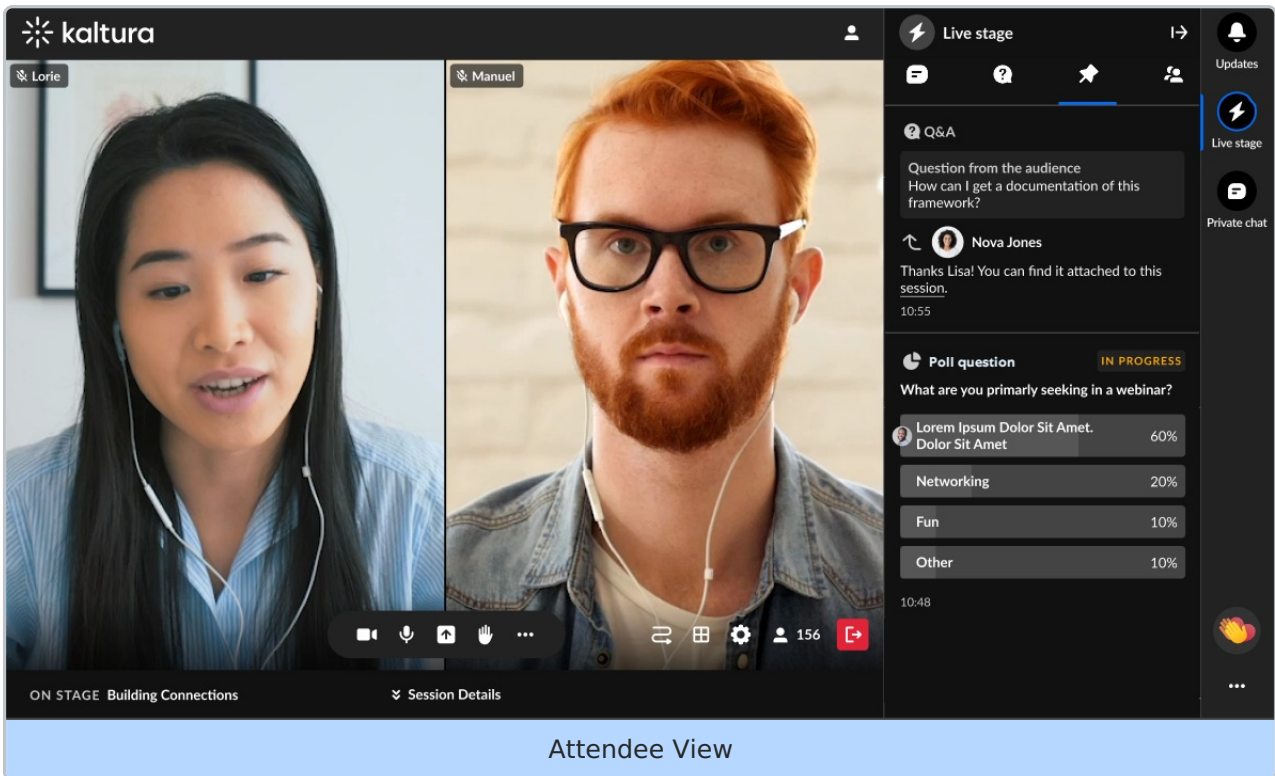 kaltura
Lorie
Manuel
156
ON STAGE Building Connections
Session Details
Live stage
Q&A
Question from the audience
How can I get a documentation of this
framework?
Nova Jones
Thanks Lisa! You can find it attached to this
session.
10:55
Poll question IN PROGRESS
What are you primarly seeking in a webinar?
Lorem Ipsum Dolor Sit Amet.
Dolor Sit Amet
60%
Networking 20%
Fun 10%
Other 10%
10:48
Updates
Live stage
Private chat
Attendee View